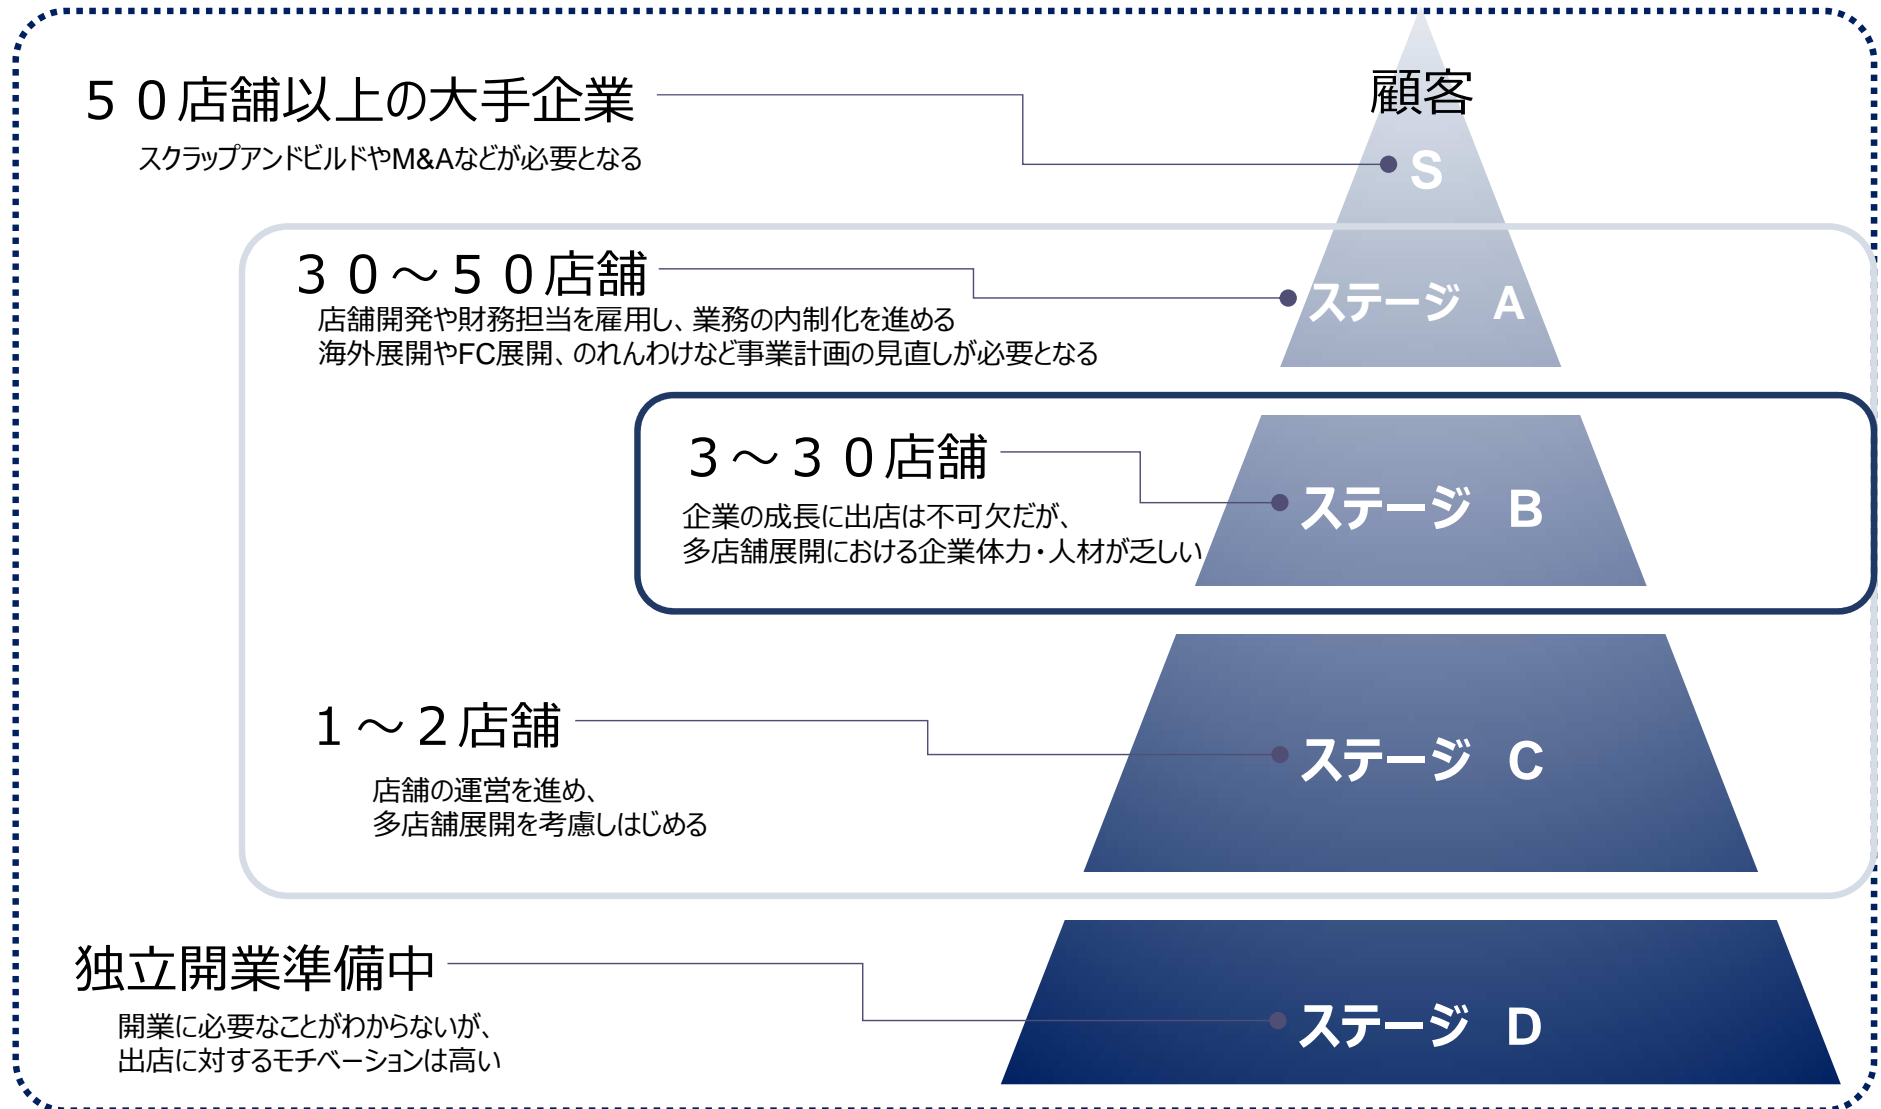 顧客
５０店舗以上の大手企業
スクラップアンドビルドやM&Aなどが必要となる
S
３０～５０店舗
店舗開発や財務担当を雇用し、業務の内制化を進める
海外展開やFC展開、のれんわけなど事業計画の見直しが必要となる
ステージ　A
３～３０店舗
企業の成長に出店は不可欠だが、
多店舗展開における企業体力・人材が乏しい
ステージ　B
１～２店舗
店舗の運営を進め、
多店舗展開を考慮しはじめる
ステージ　C
独立開業準備中
開業に必要なことがわからないが、
出店に対するモチベーションは高い
ステージ　D